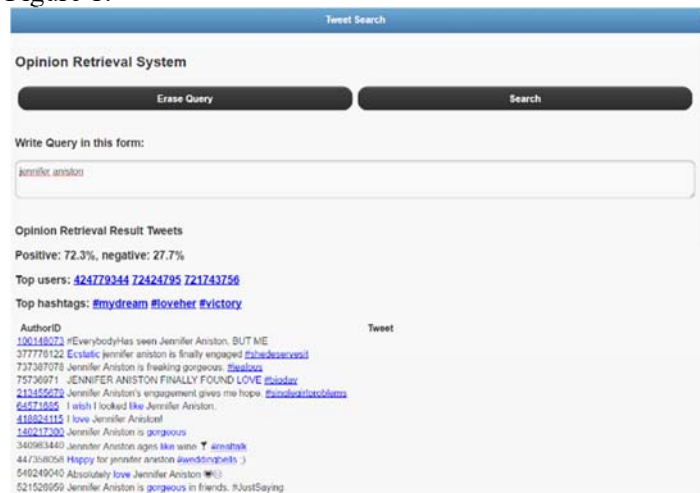 Tweet Search
Opinion Retrieval System
Erase Query Search
Write Query in this form:
jennifer aniston
Opinion Retrieval Result Tweets
Positive: 72.3%, negative: 27.7%
Top users: 424779344 72424795 721743756
Top hashtags: #mydream #loveher #victory
AuthorID Tweet
100148073 #EverybodyHas seen Jennifer Aniston. BUT ME
377776122 Ecstatic jennifer aniston is finally engaged #shedeservesit
737387078 Jennifer Aniston is freaking gorgeous. #jealous
75736971 JENNIFER ANISTON FINALLY FOUND LOVE #bigday
213455679 Jennifer Aniston's engagement gives me hope. #singlegirlproblems
64571685 I wish I looked like Jennifer Aniston.
418824115 I love Jennifer Aniston!
140217300 Jennifer Aniston is gorgeous
340983440 Jennifer Aniston ages like wine 🍷 #realtalk
447358058 Happy for jennifer aniston #weddingbells :)
549249040 Absolutely love Jennifer Aniston
521526959 Jennifer Aniston is gorgeous in friends. #JustSaying